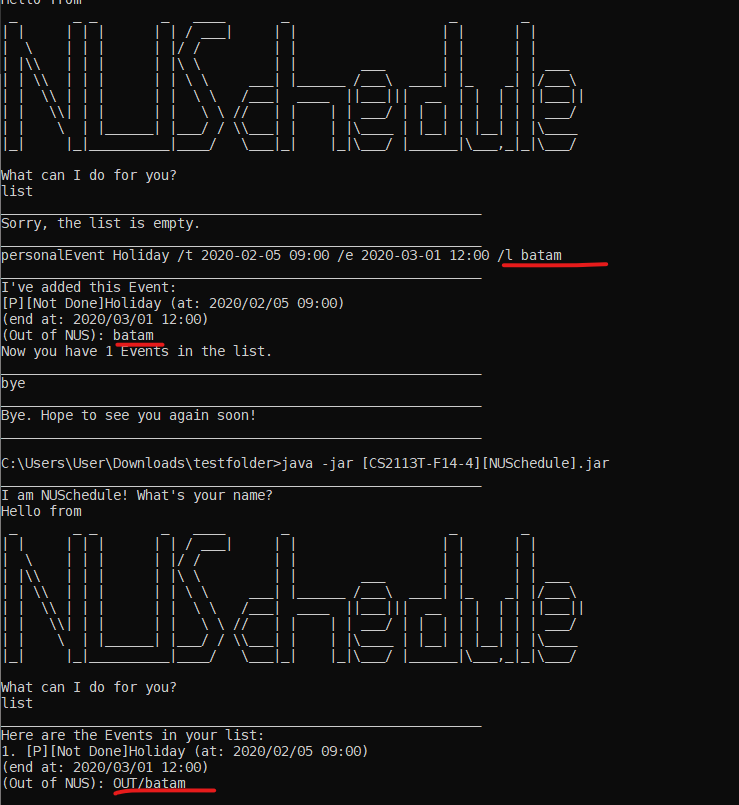 Hello from
NUSchedule
What can I do for you?
list
Sorry, the list is empty.
personalEvent Holiday /t 2020-02-05 09:00 /e 2020-03-01 12:00 /l batam
I've added this Event:
[P][Not Done]Holiday (at: 2020/02/05 09:00)
(end at: 2020/03/01 12:00)
(Out of NUS): batam
Now you have 1 Events in the list.
bye
Bye. Hope to see you again soon!
C:\Users\User\Downloads\testfolder>java -jar [CS2113T-F14-4][NUSchedule].jar
I am NUSchedule! What's your name?
Hello from
NUSchedule
What can I do for you?
list
Here are the Events in your list:
1. [P][Not Done]Holiday (at: 2020/02/05 09:00)
(end at: 2020/03/01 12:00)
(Out of NUS): OUT/batam